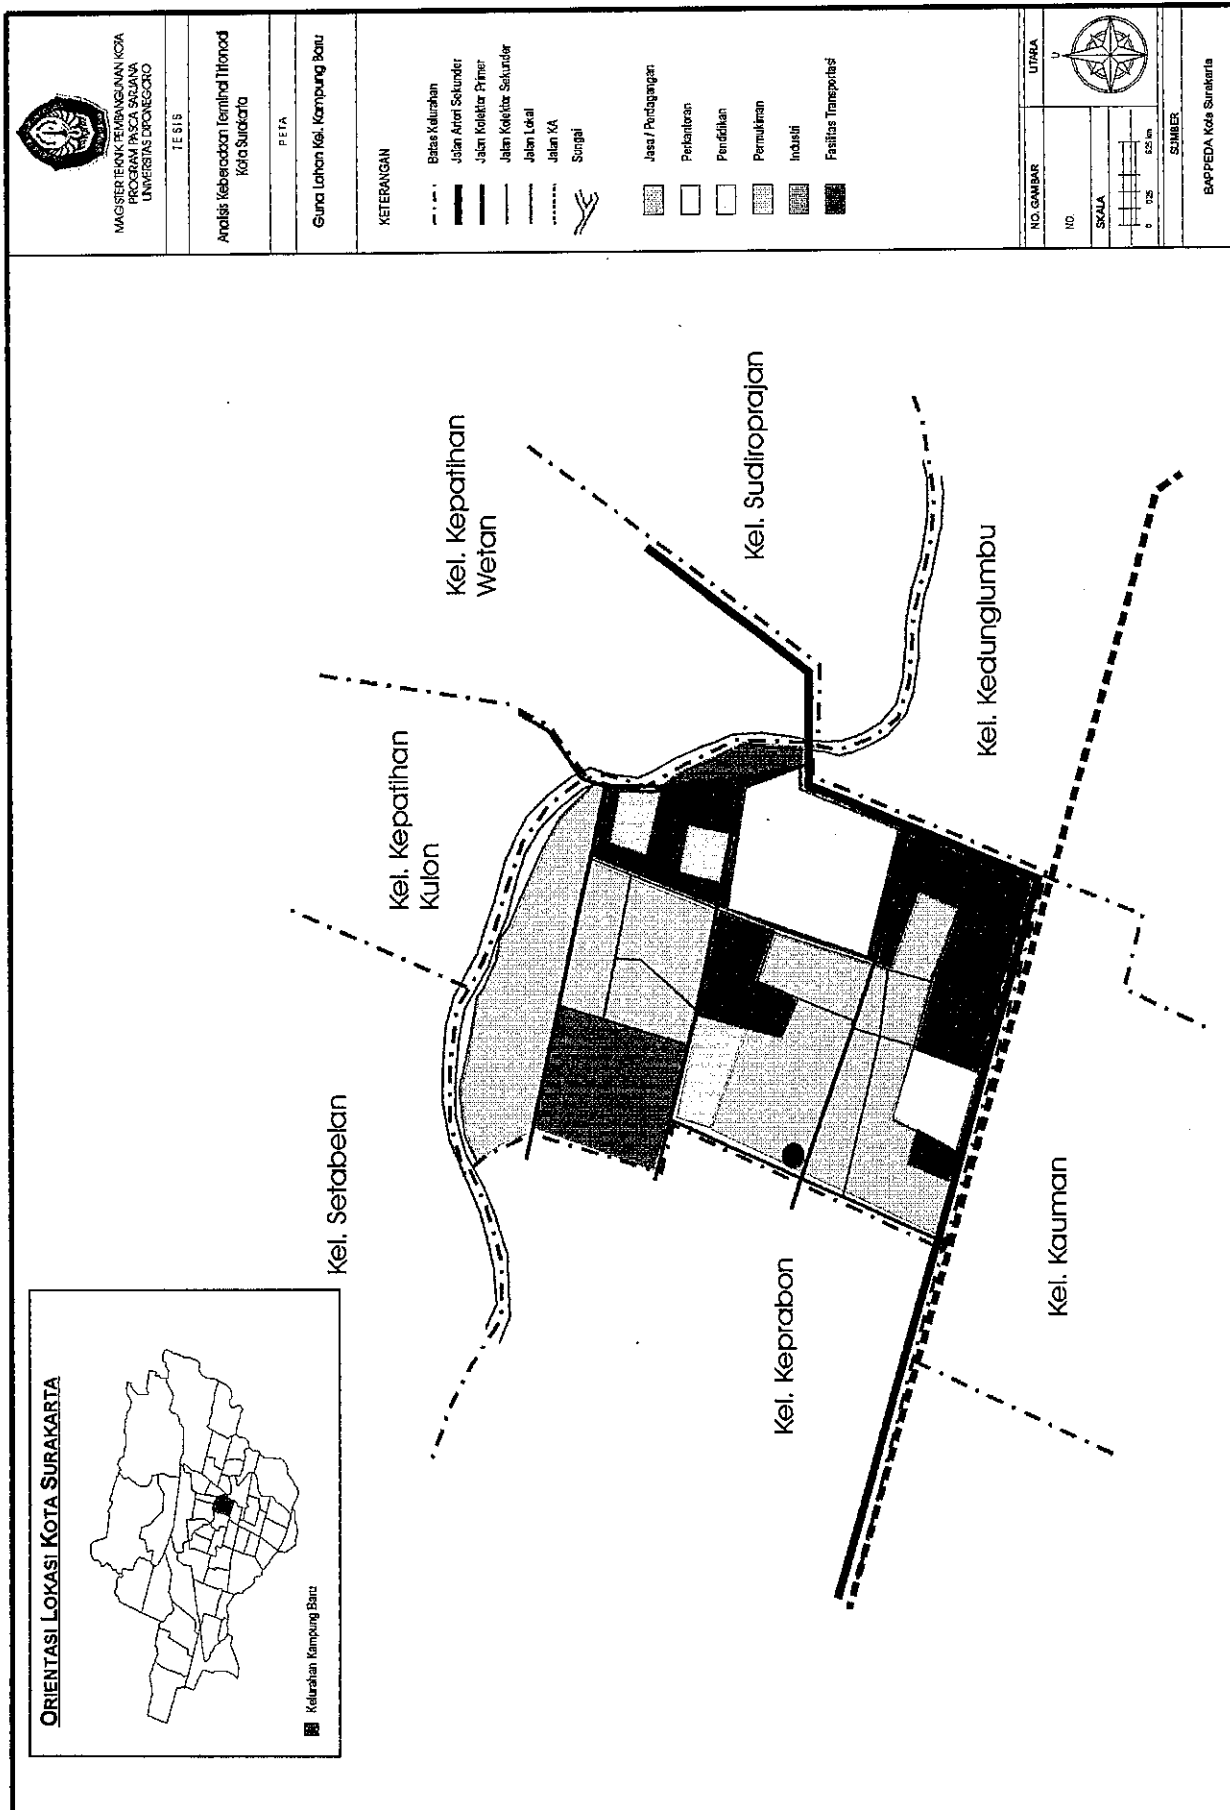 ORIENTASI LOKASI KOTA SURAKARTA
Kelurahan Kampung Baru
Kel. Setabelan
Kel. Kepatihan
Kulon
Kel. Kepatihan
Wetan
Kel. Sudiroprajan
Kel. Kedunglumbu
Kel. Keprabon
Kel. Kauman
MAGISTER TEKNIK PEMBANGUNAN KOTA
PROGRAM PASCA SARJANA
UNIVERSITAS DIPONEGORO
TESIS
Analisis Keberadaan Terminal Tirtonadi
Kota Surakarta
PETA
Guna Lahan Kel. Kampung Baru
KETERANGAN
Batas Kelurahan
Jalan Arteri Sekunder
Jalan Kolektor Primer
Jalan Kolektor Sekunder
Jalan Lokal
Jalan KA
Sungai
Jasa / Perdagangan
Perkantoran
Pendidikan
Permukiman
Industri
Fasilitas Transportasi
NO. GAMBAR
UTARA
NO.
U
SKALA
0
SUMBER
BAPPEDA Kota Surakarta